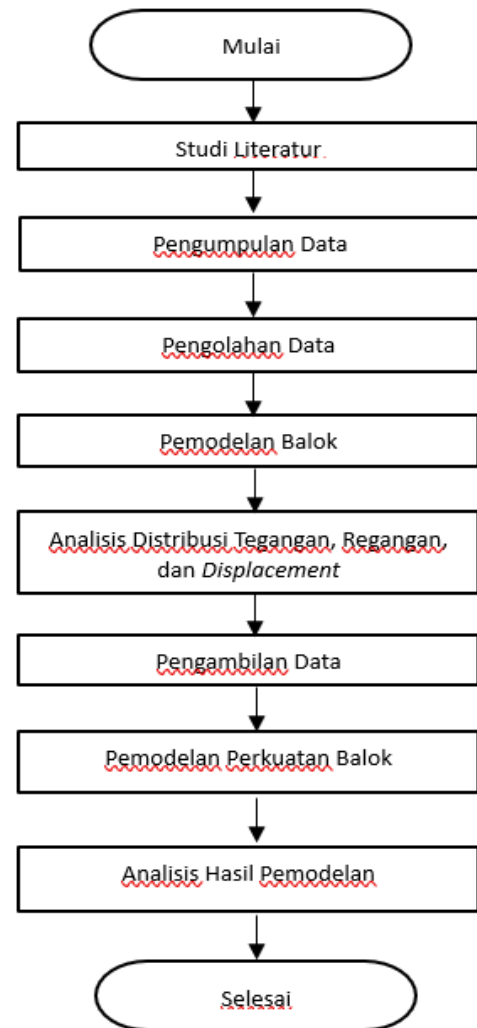 Mulai
Studi Literatur
Pengumpulan Data
Pengolahan Data
Pemodelan Balok
Analisis Distribusi Tegangan, Regangan,
dan Displacement
Pengambilan Data
Pemodelan Perkuatan Balok
Analisis Hasil Pemodelan
Selesai